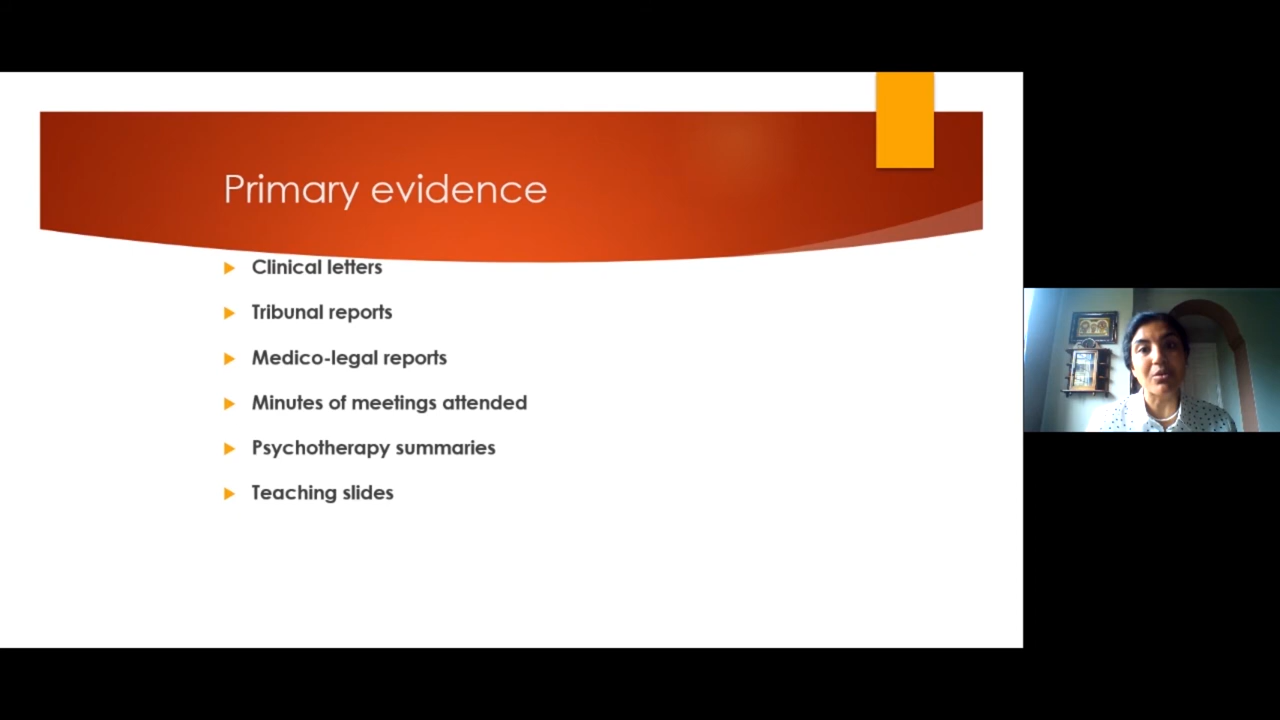 Primary evidence
Clinical letters
Tribunal reports
Medico-legal reports
Minutes of meetings attended
Psychotherapy summaries
Teaching slides